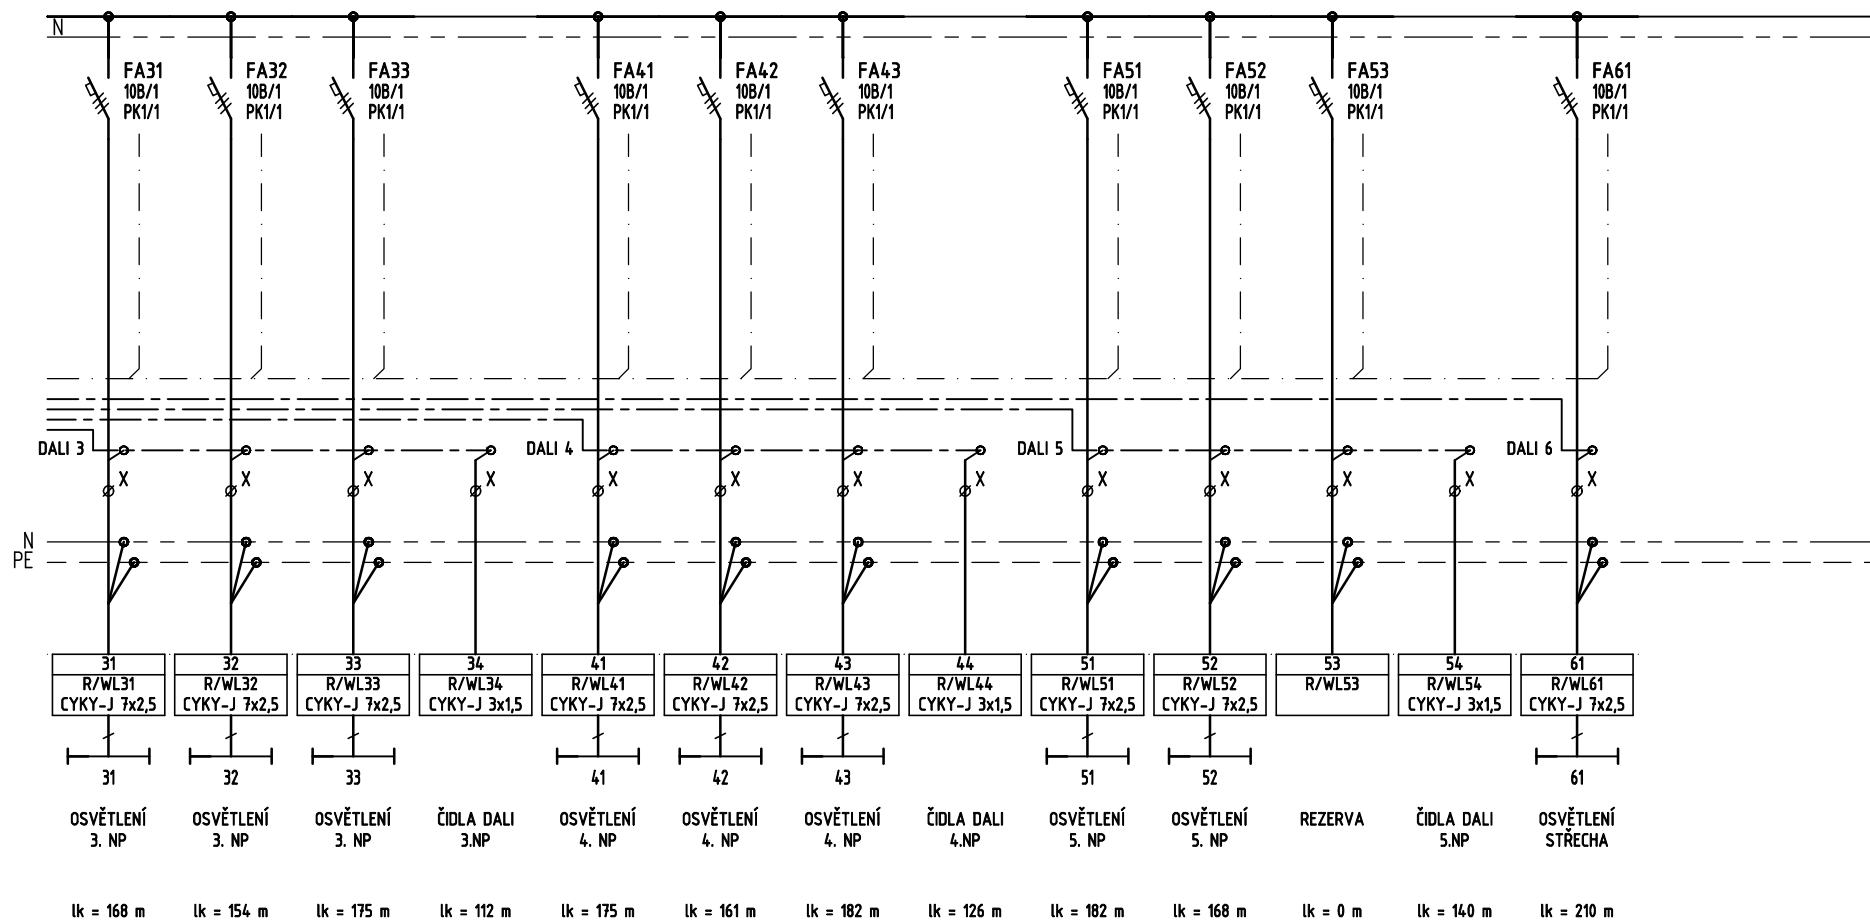 N
FA31 FA32 FA33 FA41 FA42 FA43 FA51 FA52 FA53 FA61
10B/1 10B/1 10B/1 10B/1 10B/1 10B/1 10B/1 10B/1 10B/1 10B/1
PK1/1 PK1/1 PK1/1 PK1/1 PK1/1 PK1/1 PK1/1 PK1/1 PK1/1 PK1/1
DALI 3 DALI 4 DALI 5 DALI 6
X X X X X X X X X X X X X
N
PE
31 32 33 34 41 42 43 44 51 52 53 54 61
R/WL31 R/WL32 R/WL33 R/WL34 R/WL41 R/WL42 R/WL43 R/WL44 R/WL51 R/WL52 R/WL53 R/WL54 R/WL61
CYKY-J 7x2,5 CYKY-J 7x2,5 CYKY-J 7x2,5 CYKY-J 3x1,5 CYKY-J 7x2,5 CYKY-J 7x2,5 CYKY-J 7x2,5 CYKY-J 3x1,5 CYKY-J 7x2,5 CYKY-J 7x2,5 CYKY-J 3x1,5 CYKY-J 7x2,5
31 32 33 41 42 43 51 52 61
OSVĚTLENÍ OSVĚTLENÍ OSVĚTLENÍ ČIDLA DALI OSVĚTLENÍ OSVĚTLENÍ OSVĚTLENÍ ČIDLA DALI OSVĚTLENÍ OSVĚTLENÍ REZERVA ČIDLA DALI OSVĚTLENÍ
3. NP 3. NP 3. NP 3.NP 4. NP 4. NP 4. NP 4.NP 5. NP 5. NP 5.NP STŘECHA
lk = 168 m lk = 154 m lk = 175 m lk = 112 m lk = 175 m lk = 161 m lk = 182 m lk = 126 m lk = 182 m lk = 168 m lk = 0 m lk = 140 m lk = 210 m